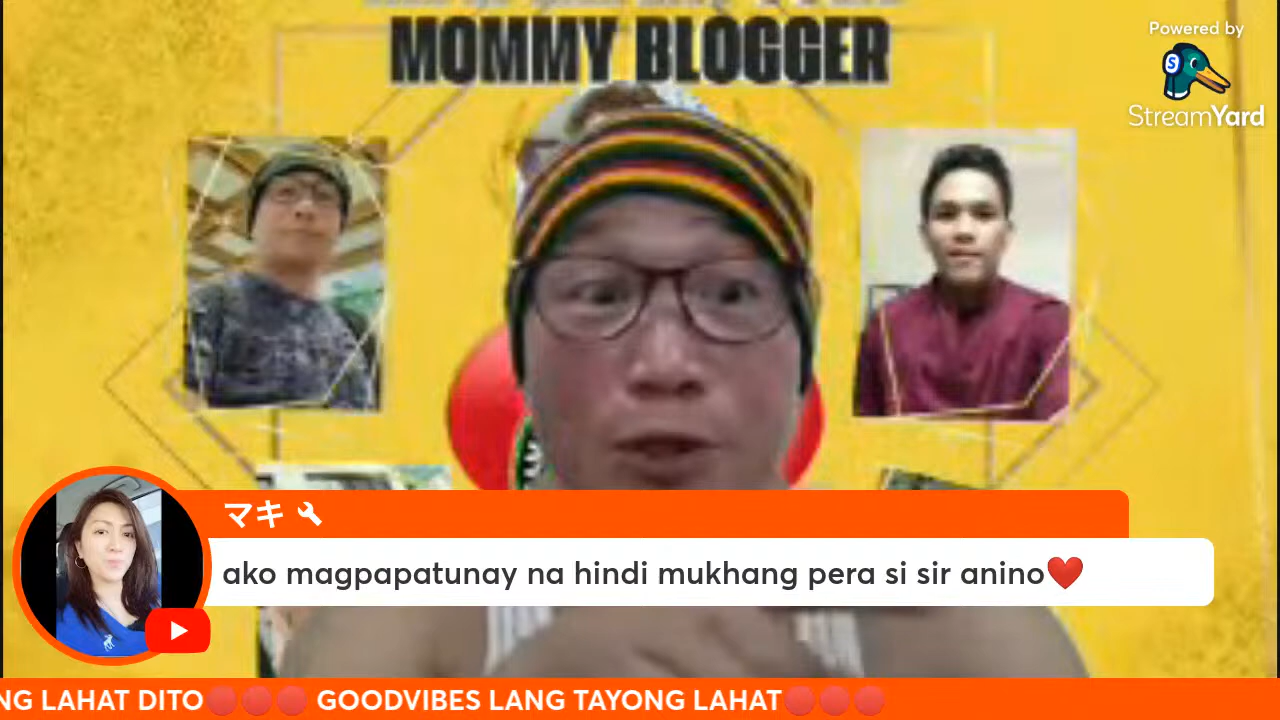 MOMMY BLOGGER
Powered by
S
StreamYard
マキ
ako magpapatunay na hindi mukhang pera si sir anino❤️
NG LAHAT DITO🔴🔴🔴 GOODVIBES LANG TAYONG LAHAT🔴🔴🔴